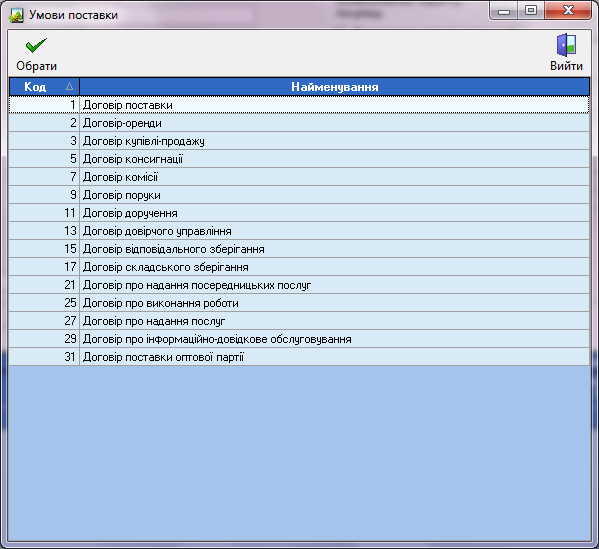 Умови поставки
Обрати
Вийти
Код Найменування
1 Договір поставки
2 Договір-оренди
3 Договір купівлі-продажу
5 Договір консигнації
7 Договір комісії
9 Договір поруки
11 Договір доручення
13 Договір довірчого управління
15 Договір відповідального зберігання
17 Договір складського зберігання
21 Договір про надання посередницьких послуг
25 Договір про виконання роботи
27 Договір про надання послуг
29 Договір про інформаційно-довідкове обслуговування
31 Договір поставки оптової партії